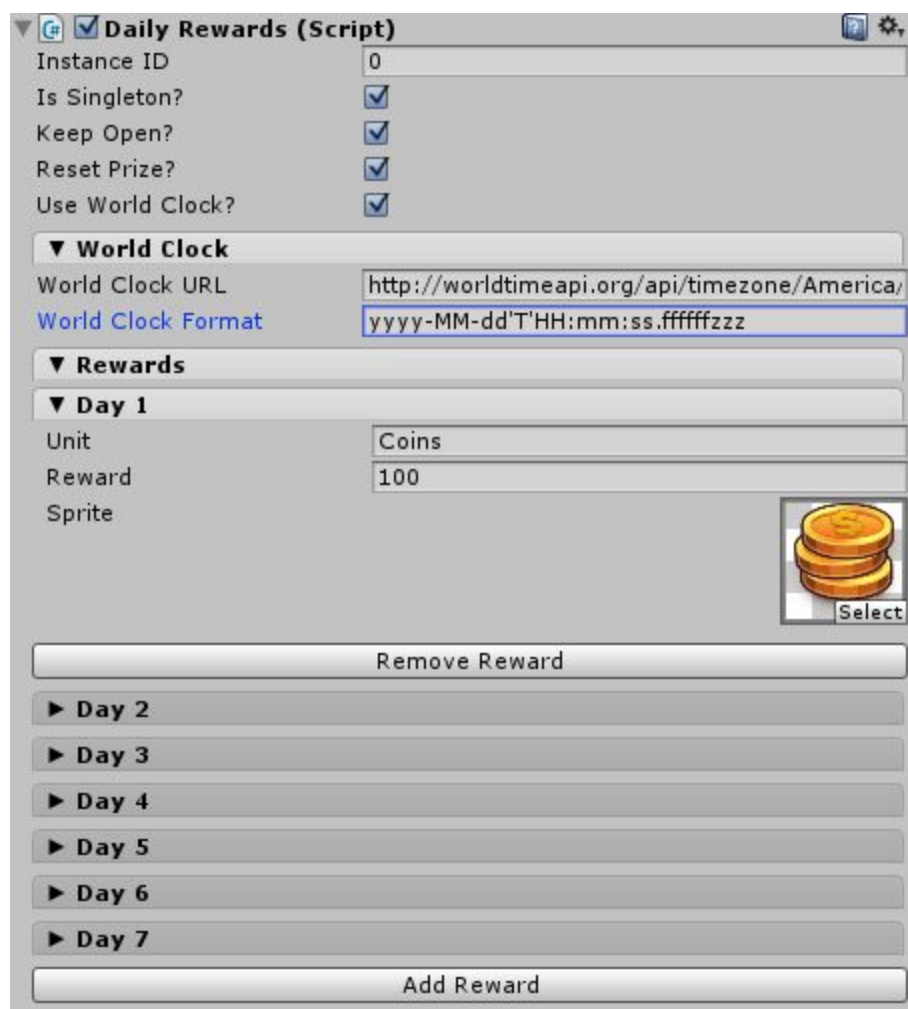 Daily Rewards (Script)
Instance ID 0
Is Singleton?
Keep Open?
Reset Prize?
Use World Clock?
▼ World Clock
World Clock URL http://worldtimeapi.org/api/timezone/America/
World Clock Format yyyy-MM-dd'T'HH:mm:ss.ffffffzzz
▼ Rewards
▼ Day 1
Unit Coins
Reward 100
Sprite
Select
Remove Reward
► Day 2
► Day 3
► Day 4
► Day 5
► Day 6
► Day 7
Add Reward